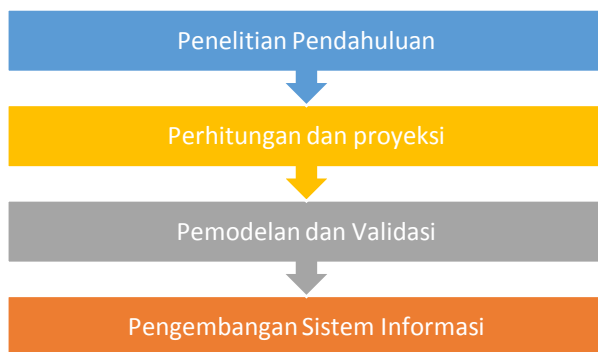 Penelitian Pendahuluan
Perhitungan dan proyeksi
Pemodelan dan Validasi
Pengembangan Sistem Informasi